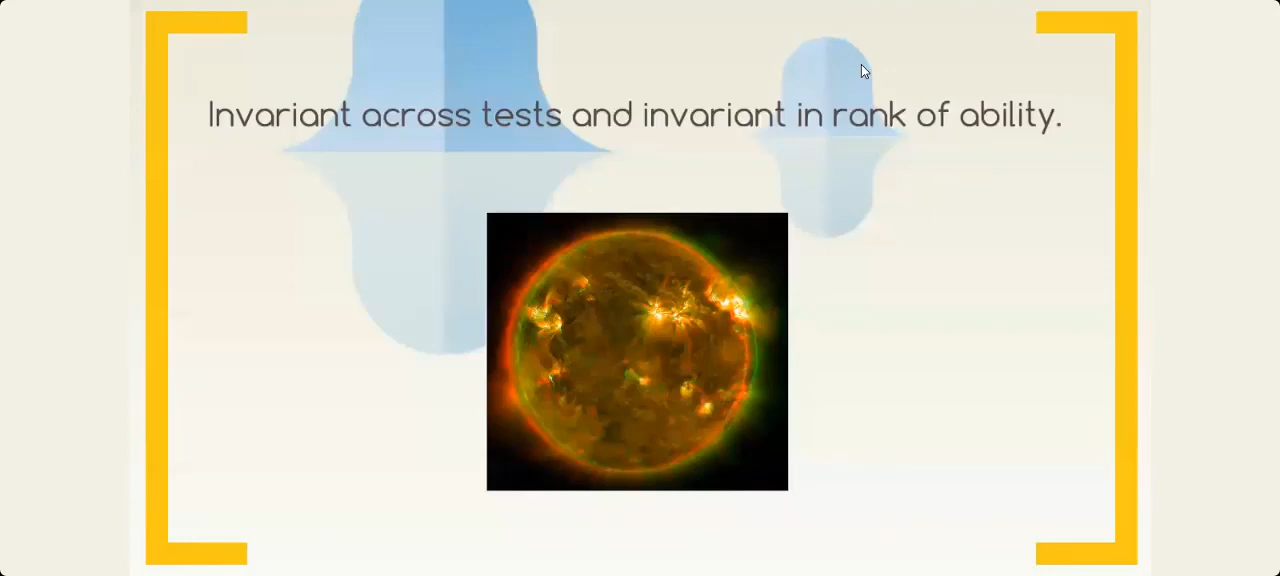 Invariant across tests and invariant in rank of ability.